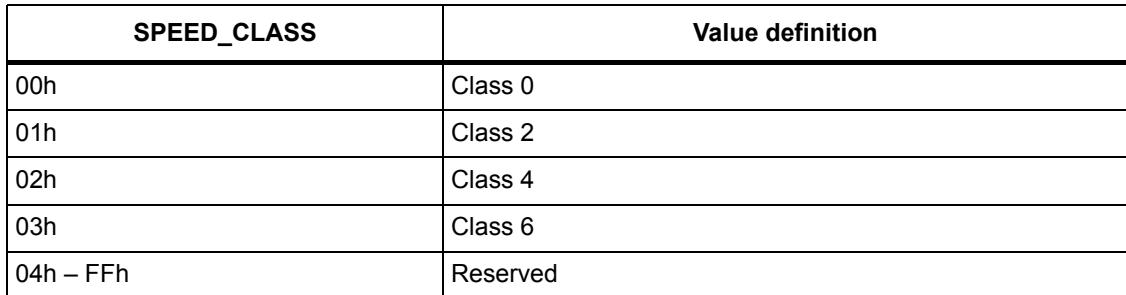 SPEED_CLASS Value definition
00h Class 0
01h Class 2
02h Class 4
03h Class 6
04h – FFh Reserved